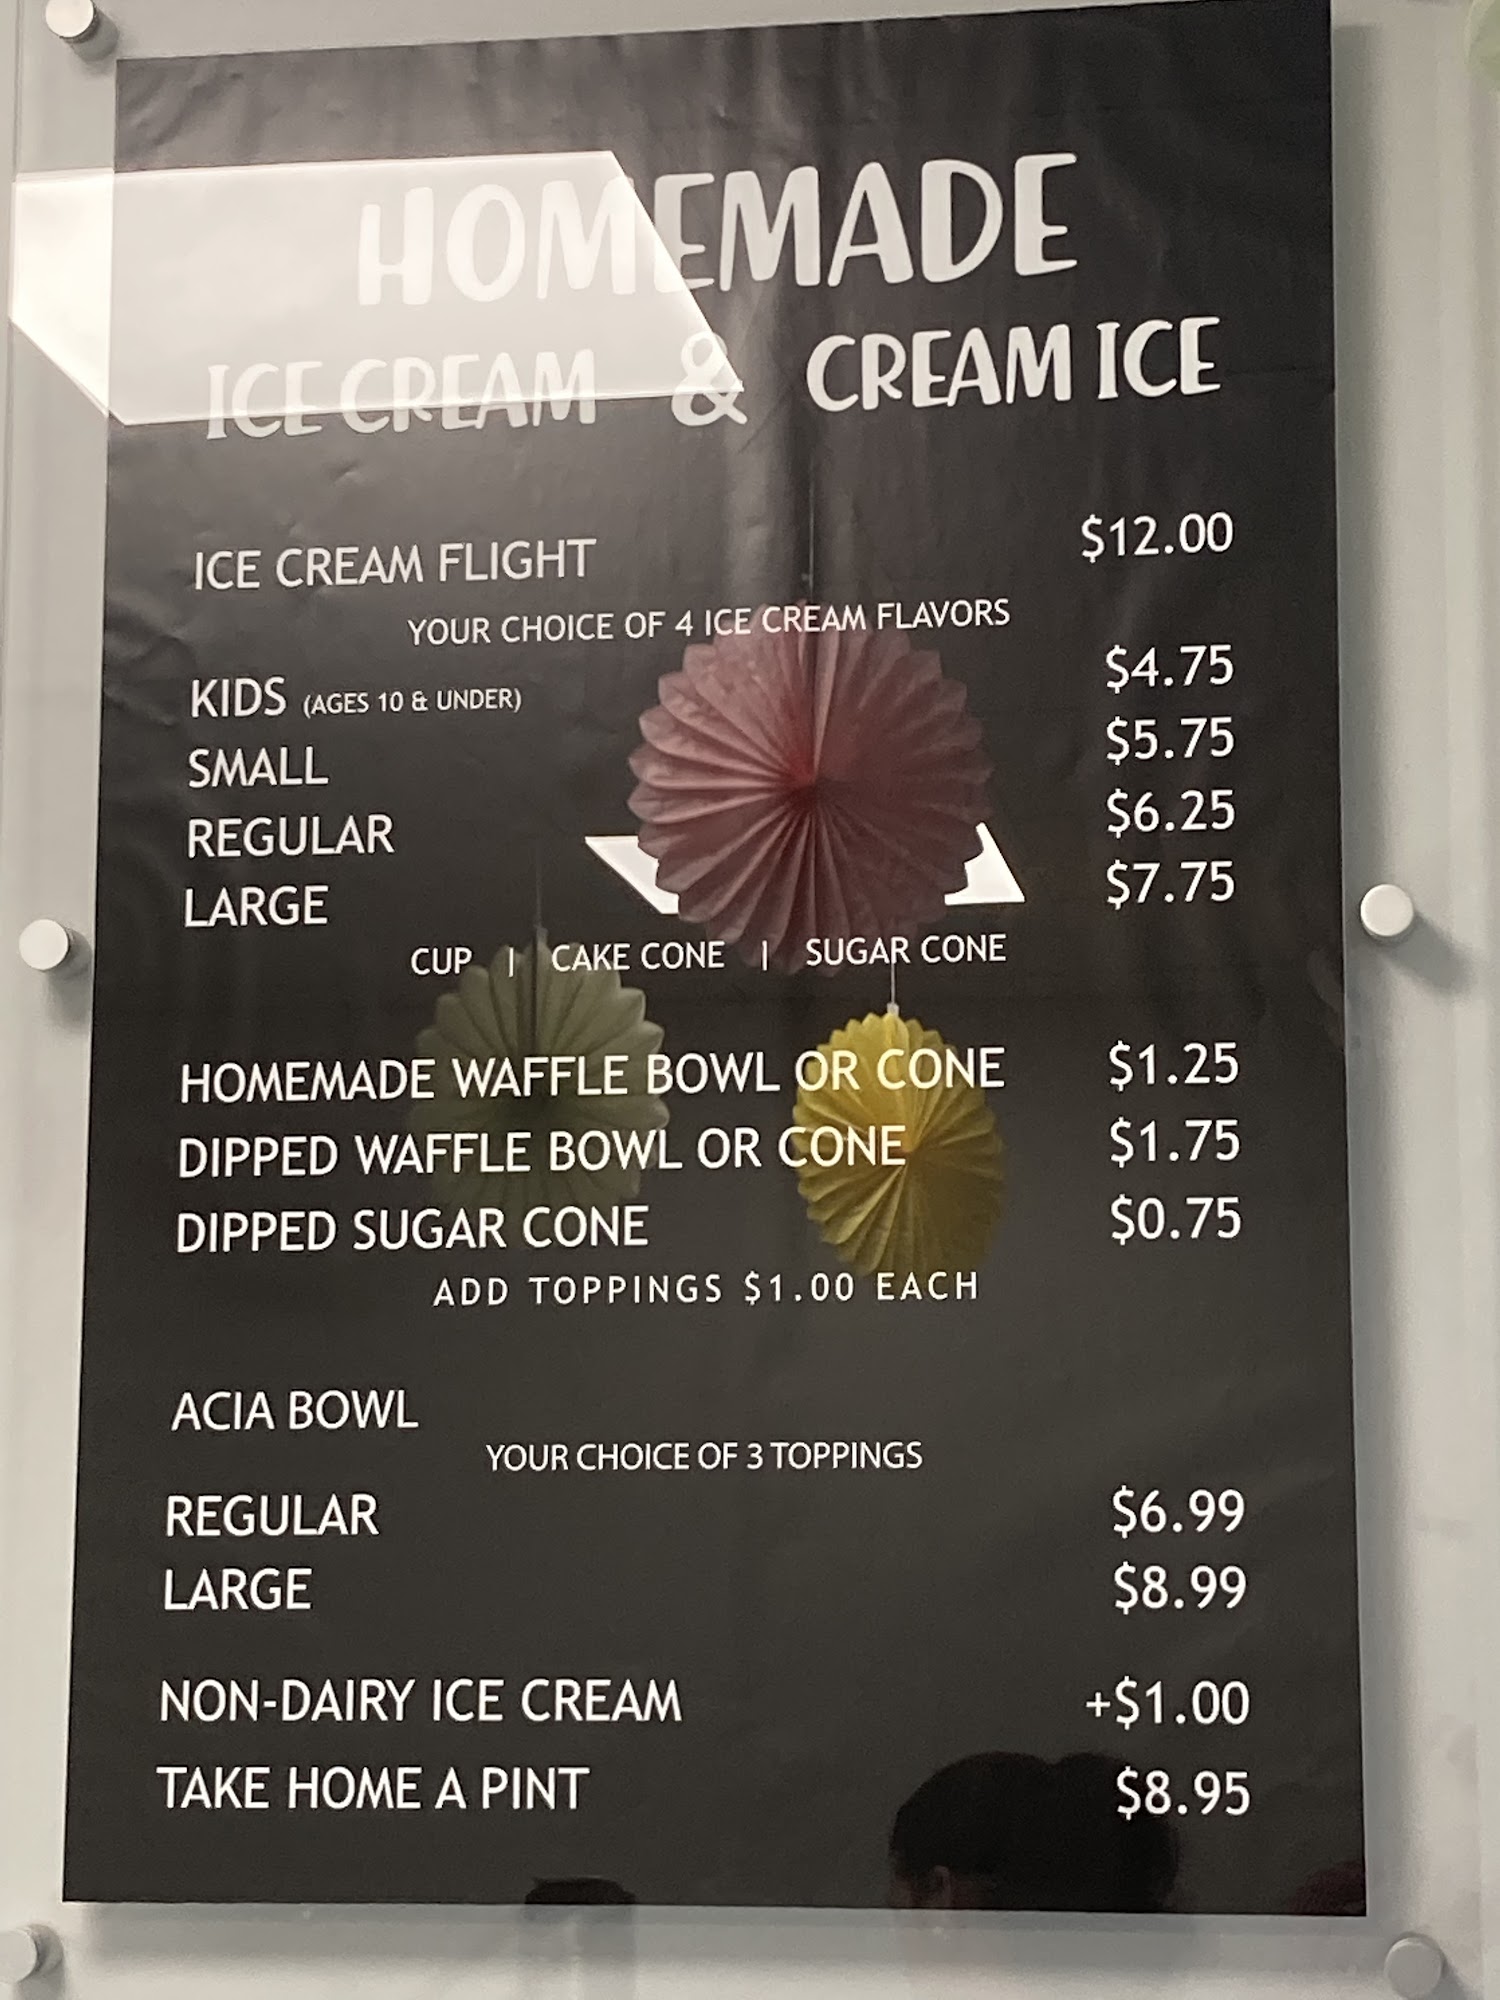 HOMEMADE
ICE CREAM & CREAM ICE
ICE CREAM FLIGHT $12.00
YOUR CHOICE OF 4 ICE CREAM FLAVORS
KIDS (AGES 10 & UNDER) $4.75
SMALL $5.75
REGULAR $6.25
LARGE $7.75
CUP | CAKE CONE | SUGAR CONE
HOMEMADE WAFFLE BOWL OR CONE $1.25
DIPPED WAFFLE BOWL OR CONE $1.75
DIPPED SUGAR CONE $0.75
ADD TOPPINGS $1.00 EACH
ACIA BOWL
YOUR CHOICE OF 3 TOPPINGS
REGULAR $6.99
LARGE $8.99
NON-DAIRY ICE CREAM +$1.00
TAKE HOME A PINT $8.95